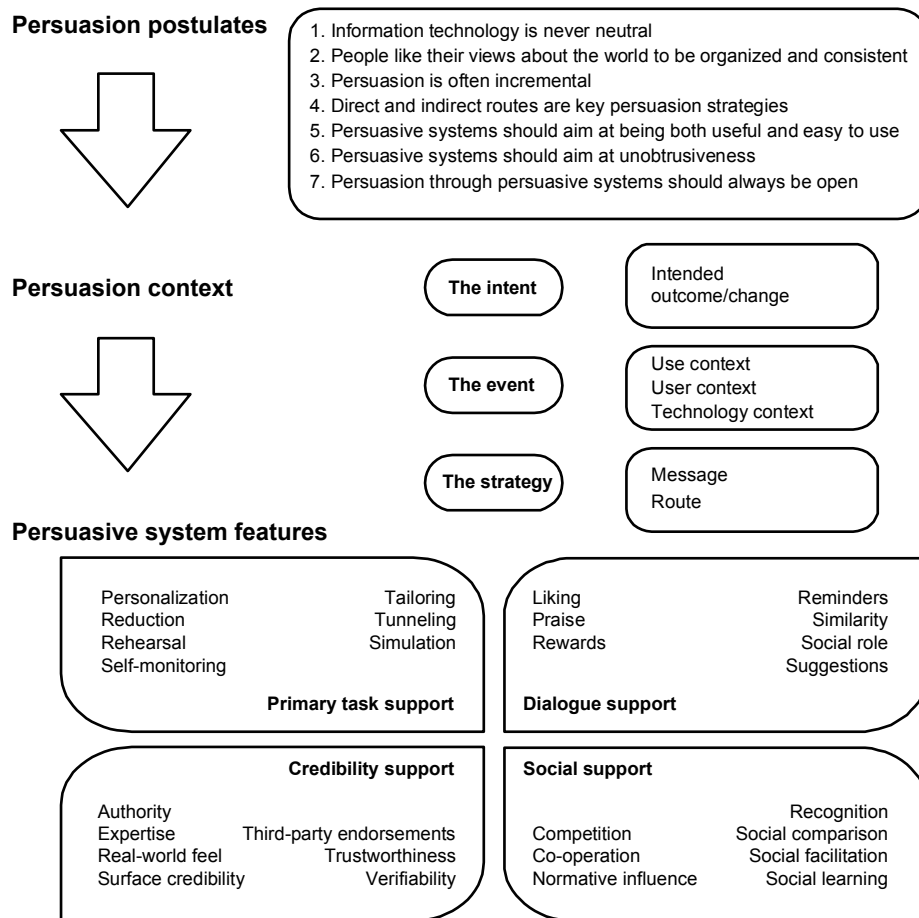 Persuasion postulates
1. Information technology is never neutral
2. People like their views about the world to be organized and consistent
3. Persuasion is often incremental
4. Direct and indirect routes are key persuasion strategies
5. Persuasive systems should aim at being both useful and easy to use
6. Persuasive systems should aim at unobtrusiveness
7. Persuasion through persuasive systems should always be open
Persuasion context
The intent
Intended
outcome/change
The event
Use context
User context
Technology context
The strategy
Message
Route
Persuasive system features
Personalization
Reduction
Rehearsal
Self-monitoring
Tailoring
Tunneling
Simulation
Primary task support
Liking
Praise
Rewards
Reminders
Similarity
Social role
Suggestions
Dialogue support
Credibility support
Authority
Expertise
Real-world feel
Surface credibility
Third-party endorsements
Trustworthiness
Verifiability
Social support
Competition
Co-operation
Normative influence
Recognition
Social comparison
Social facilitation
Social learning